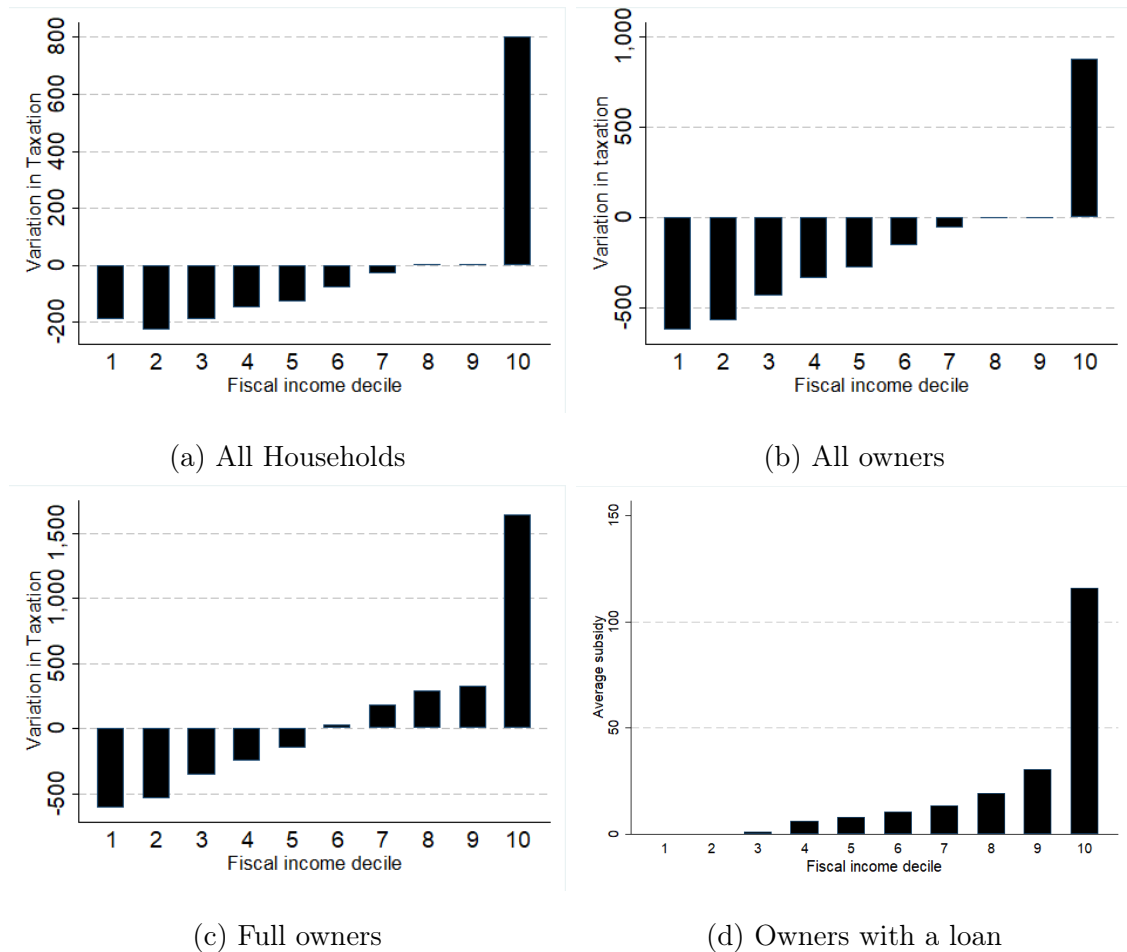 Variation in Taxation
800
600
400
200
0
-200
1 2 3 4 5 6 7 8 9 10
Fiscal income decile
(a) All Households
Variation in taxation
1,000
500
0
-500
1 2 3 4 5 6 7 8 9 10
Fiscal income decile
(b) All owners
Variation in Taxation
1,500
1,000
500
0
-500
1 2 3 4 5 6 7 8 9 10
Fiscal income decile
(c) Full owners
Average subsidy
150
100
50
0
1 2 3 4 5 6 7 8 9 10
Fiscal income decile
(d) Owners with a loan